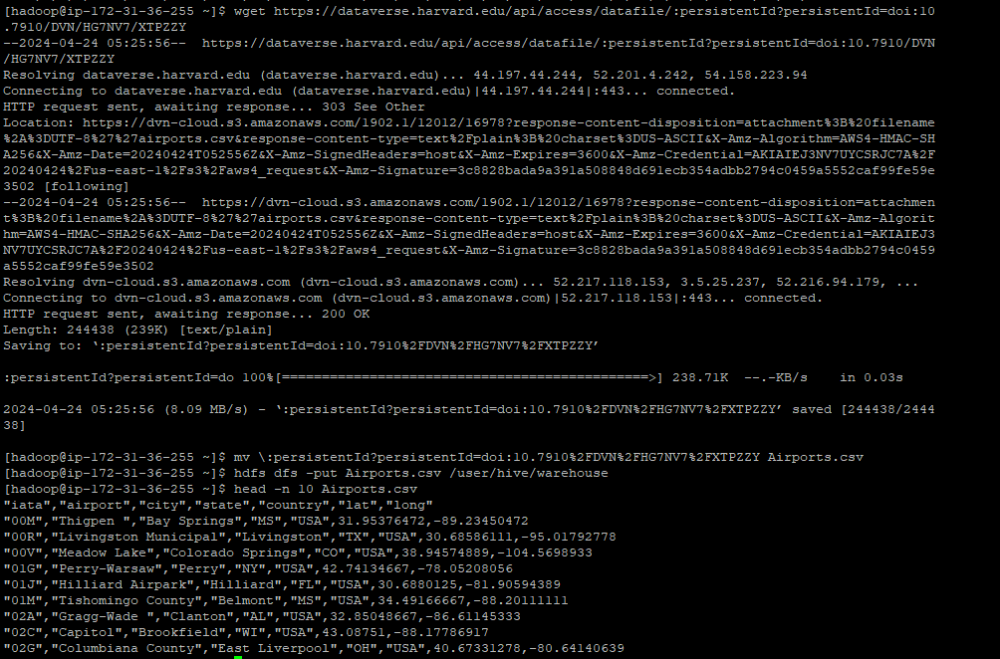 [hadoop@ip-172-31-36-255 ~]$ wget https://dataverse.harvard.edu/api/access/datafile/:persistentId?persistentId=doi:10
.7910/DVN/HG7NV7/XTPZZY
--2024-04-24 05:25:56--  https://dataverse.harvard.edu/api/access/datafile/:persistentId?persistentId=doi:10.7910/DVN
/HG7NV7/XTPZZY
Resolving dataverse.harvard.edu (dataverse.harvard.edu)... 44.197.44.244, 52.201.4.242, 54.158.223.94
Connecting to dataverse.harvard.edu (dataverse.harvard.edu)|44.197.44.244|:443... connected.
HTTP request sent, awaiting response... 303 See Other
Location: https://dvn-cloud.s3.amazonaws.com/1902.1/12012/16978?response-content-disposition=attachment%3B%20filename
%2A%3DUTF-8%27%27airports.csv&response-content-type=text%2Fplain%3B%20charset%3DUS-ASCII&X-Amz-Algorithm=AWS4-HMAC-SH
A256&X-Amz-Date=20240424T052556Z&X-Amz-SignedHeaders=host&X-Amz-Expires=3600&X-Amz-Credential=AKIAIEJ3NV7UYCSRJC7A%2F
20240424%2Fus-east-1%2Fs3%2Faws4_request&X-Amz-Signature=3c8828bada9a391a508848d691ecb354adbb2794c0459a5552caf99fe59e
3502 [following]
--2024-04-24 05:25:56--  https://dvn-cloud.s3.amazonaws.com/1902.1/12012/16978?response-content-disposition=attachmen
t%3B%20filename%2A%3DUTF-8%27%27airports.csv&response-content-type=text%2Fplain%3B%20charset%3DUS-ASCII&X-Amz-Algorit
hm=AWS4-HMAC-SHA256&X-Amz-Date=20240424T052556Z&X-Amz-SignedHeaders=host&X-Amz-Expires=3600&X-Amz-Credential=AKIAIEJ3
NV7UYCSRJC7A%2F20240424%2Fus-east-1%2Fs3%2Faws4_request&X-Amz-Signature=3c8828bada9a391a508848d691ecb354adbb2794c0459
a5552caf99fe59e3502
Resolving dvn-cloud.s3.amazonaws.com (dvn-cloud.s3.amazonaws.com)... 52.217.118.153, 3.5.25.237, 52.216.94.179, ...
Connecting to dvn-cloud.s3.amazonaws.com (dvn-cloud.s3.amazonaws.com)|52.217.118.153|:443... connected.
HTTP request sent, awaiting response... 200 OK
Length: 244438 (239K) [text/plain]
Saving to: ‘:persistentId?persistentId=doi:10.7910%2FDVN%2FHG7NV7%2FXTPZZY’
:persistentId?persistentId=do 100%[==============================================>] 238.71K  --.-KB/s    in 0.03s
2024-04-24 05:25:56 (8.09 MB/s) - ‘:persistentId?persistentId=doi:10.7910%2FDVN%2FHG7NV7%2FXTPZZY’ saved [244438/2444
38]
[hadoop@ip-172-31-36-255 ~]$ mv \:persistentId?persistentId=doi:10.7910%2FDVN%2FHG7NV7%2FXTPZZY Airports.csv
[hadoop@ip-172-31-36-255 ~]$ hdfs dfs -put Airports.csv /user/hive/warehouse
[hadoop@ip-172-31-36-255 ~]$ head -n 10 Airports.csv
"iata","airport","city","state","country","lat","long"
"00M","Thigpen ","Bay Springs","MS","USA",31.95376472,-89.23450472
"00R","Livingston Municipal","Livingston","TX","USA",30.68586111,-95.01792778
"00V","Meadow Lake","Colorado Springs","CO","USA",38.94574889,-104.5698933
"01G","Perry-Warsaw","Perry","NY","USA",42.74134667,-78.05208056
"01J","Hilliard Airpark","Hilliard","FL","USA",30.6880125,-81.90594389
"01M","Tishomingo County","Belmont","MS","USA",34.49166667,-88.20111111
"02A","Gragg-Wade ","Clanton","AL","USA",32.85048667,-86.61145333
"02C","Capitol","Brookfield","WI","USA",43.08751,-88.17786917
"02G","Columbiana County","East Liverpool","OH","USA",40.67331278,-80.64140639